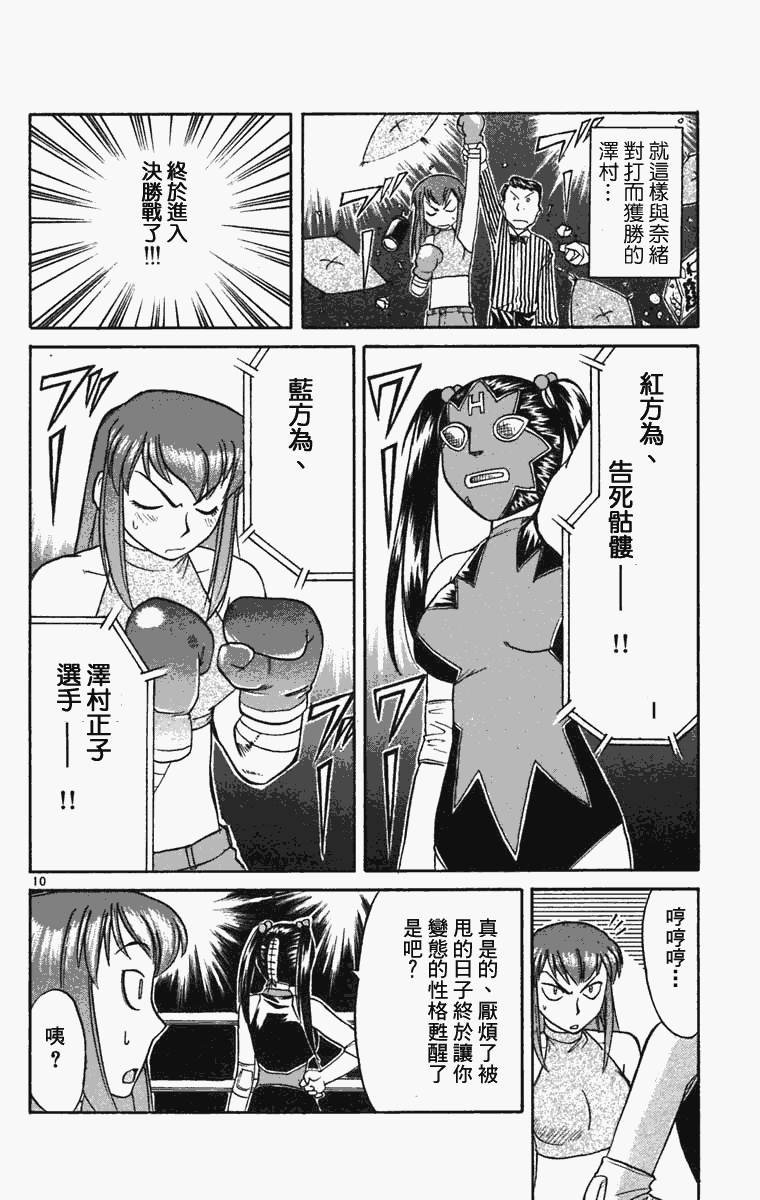 就這樣與奈緒
對打而獲勝的
澤村…
終於進入
決勝戰了!!!
紅方為、
告死骷髏——!!
H
藍方為、
澤村正子
選手——!!
哼哼哼…
真是的、厭煩了被
甩的日子終於讓你
變態的性格甦醒了
是吧?
咦?
10